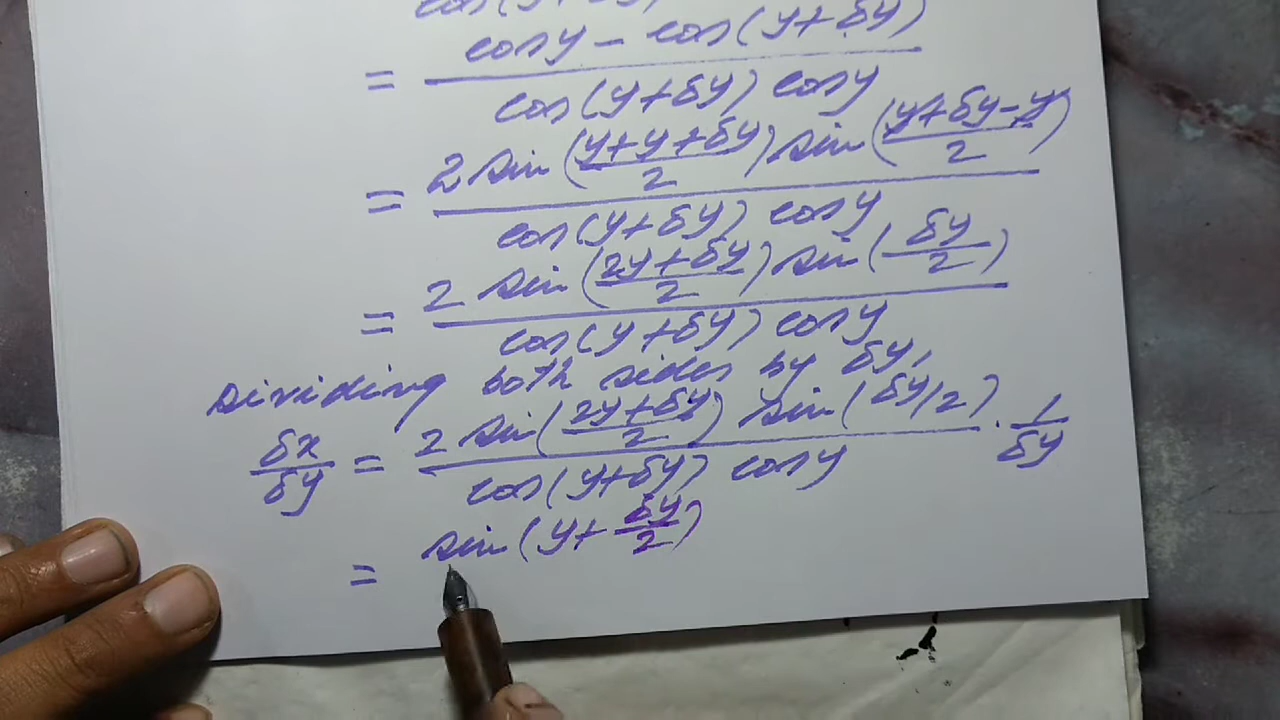 = cos y - cos (y + δy) / cos (y + δy) cos y
= 2 sin ((y + y + δy)/2) sin ((y + δy - y)/2) / cos (y + δy) cos y
= 2 sin ((2y + δy)/2) sin (δy/2) / cos (y + δy) cos y
Dividing both sides by δy,
δx/δy = 2 sin ((2y + δy)/2) sin (δy/2) / cos (y + δy) cos y . 1/δy
= sin (y + δy/2)